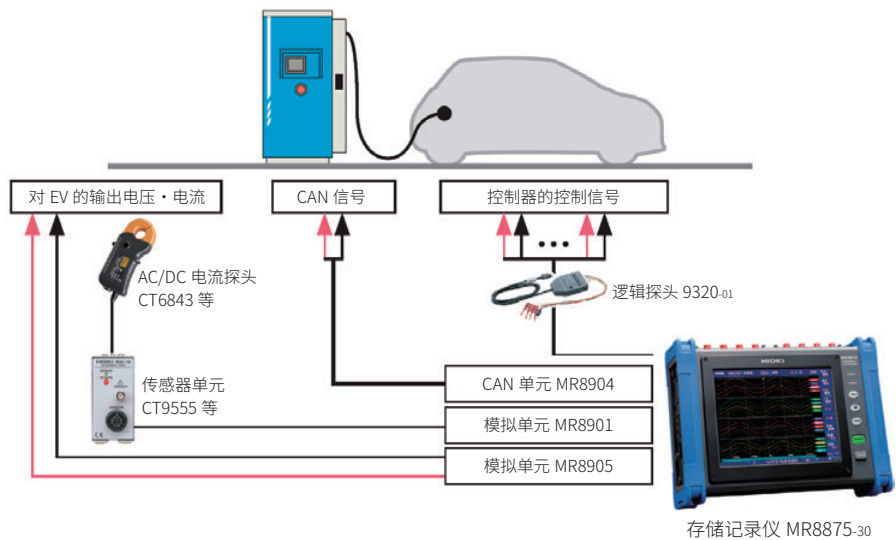 对 EV 的输出电压・电流
CAN 信号
控制器的控制信号
AC/DC 电流探头
CT6843 等
逻辑探头 9320-01
传感器单元
CT9555 等
CAN 单元 MR8904
模拟单元 MR8901
模拟单元 MR8905
HIOKI
存储记录仪 MR8875-30